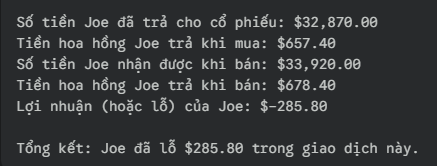 Số tiền Joe đã trả cho cổ phiếu: $32,870.00
Tiền hoa hồng Joe trả khi mua: $657.40
Số tiền Joe nhận được khi bán: $33,920.00
Tiền hoa hồng Joe trả khi bán: $678.40
Lợi nhuận (hoặc lỗ) của Joe: $-285.80
Tổng kết: Joe đã lỗ $285.80 trong giao dịch này.